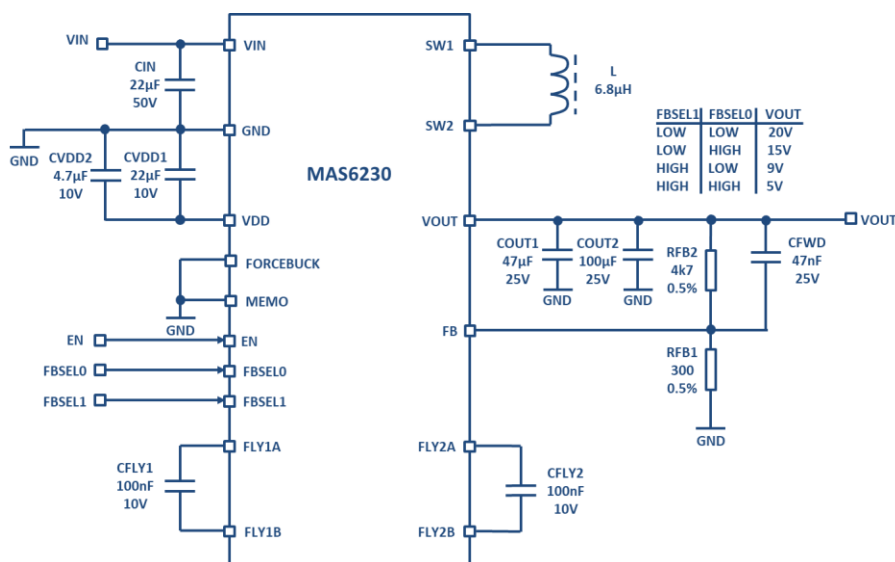 VIN
VIN
CIN
22µF
50V
GND
GND
CVDD2
4.7µF
10V
CVDD1
22µF
10V
VDD
FORCEBUCK
MEMO
GND
EN
EN
FBSEL0
FBSEL0
FBSEL1
FBSEL1
FLY1A
CFLY1
100nF
10V
FLY1B
MAS6230
SW1
L
6.8µH
SW2
FBSEL1 FBSEL0 VOUT
LOW LOW 20V
LOW HIGH 15V
HIGH LOW 9V
HIGH HIGH 5V
VOUT
VOUT
COUT1
47µF
25V
GND
COUT2
100µF
25V
GND
RFB2
4k7
0.5%
CFWD
47nF
25V
FB
RFB1
300
0.5%
GND
FLY2A
CFLY2
100nF
10V
FLY2B